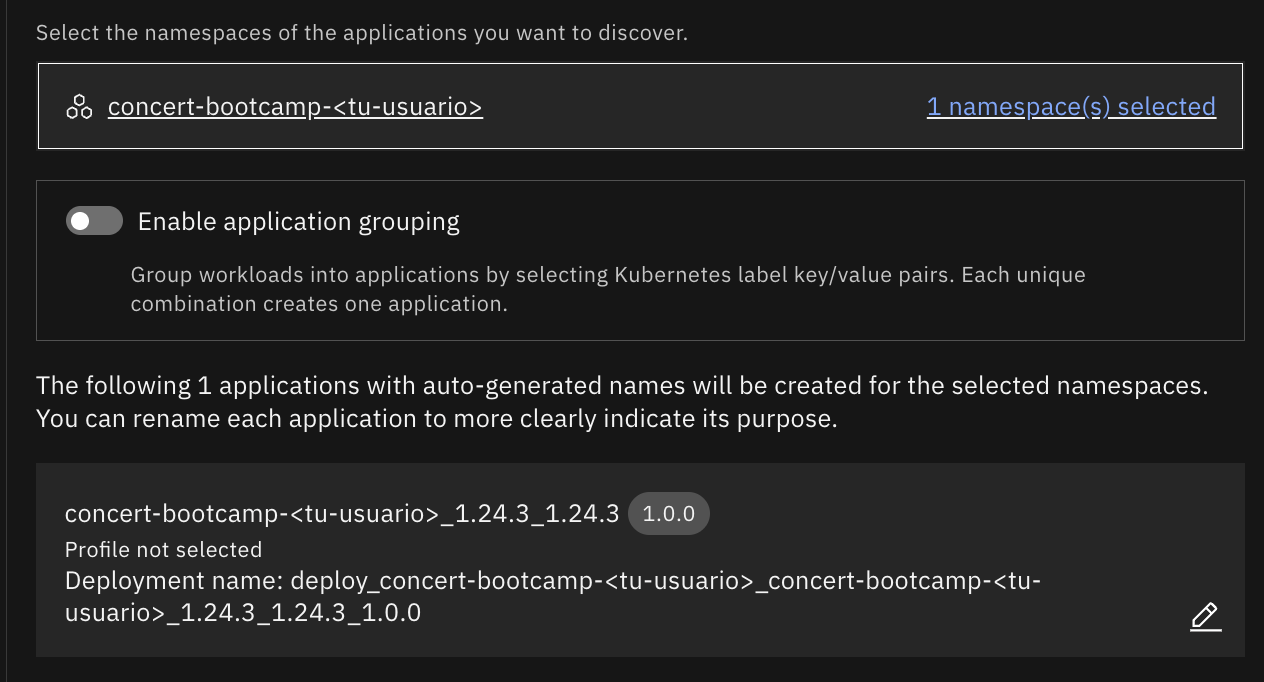 Select the namespaces of the applications you want to discover.
concert-bootcamp-<tu-usuario>
1 namespace(s) selected
Enable application grouping
Group workloads into applications by selecting Kubernetes label key/value pairs. Each unique
combination creates one application.
The following 1 applications with auto-generated names will be created for the selected namespaces.
You can rename each application to more clearly indicate its purpose.
concert-bootcamp-<tu-usuario>_1.24.3_1.24.3 1.0.0
Profile not selected
Deployment name: deploy_concert-bootcamp-<tu-usuario>_concert-bootcamp-<tu-
usuario>_1.24.3_1.24.3_1.0.0